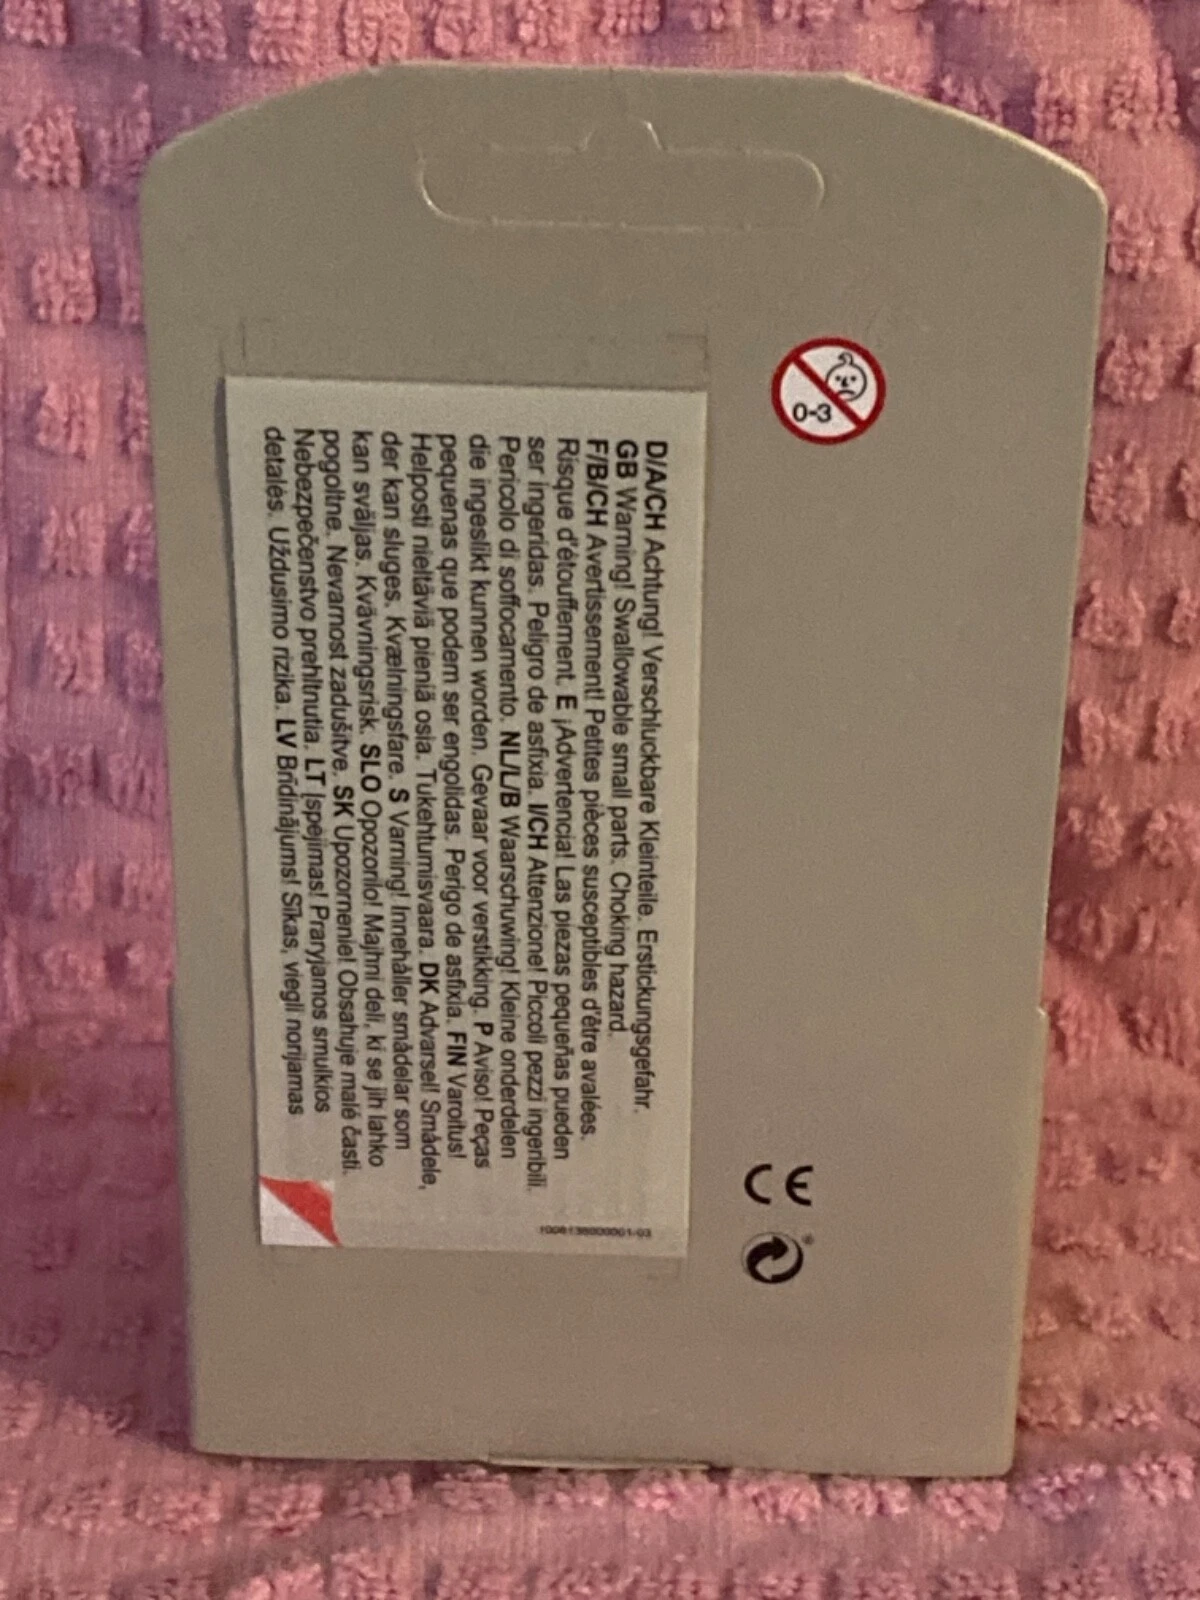 0-3
D/A/CH Achtung! Verschluckbare Kleinteile. Erstickungsgefahr.
GB Warning! Swallowable small parts. Choking hazard.
F/B/CH Avertissement! Petites pièces susceptibles d'être avalées.
Risque d'étouffement. E ¡Advertencia! Las piezas pequeñas pueden
ser ingeridas. Peligro de asfixia. I/CH Attenzione! Piccoli pezzi ingeribili.
Pericolo di soffocamento. NL/L/B Waarschuwing! Kleine onderdelen
die ingeslikt kunnen worden. Gevaar voor verstikking. P Aviso! Peças
pequenas que podem ser engolidas. Perigo de asfixia. FIN Varoitus!
Helposti nieltäviä pieniä osia. Tukehtumisvaara. DK Advarsel! Smådele,
der kan sluges. Kvælningsfare. S Varning! Innehåller smådelar som
kan sväljas. Kvävningsrisk. SLO Opozorilo! Majhni deli, ki se jih lahko
pogoltne. Nevarnost zadušitve. SK Upozornenie! Obsahuje malé časti.
Nebezpečenstvo prehltnutia. LT Įspėjimas! Praryjamos smulkios
detalės. Uždusimo rizika. LV Brīdinājums! Sīkas, viegli norijamas
CE